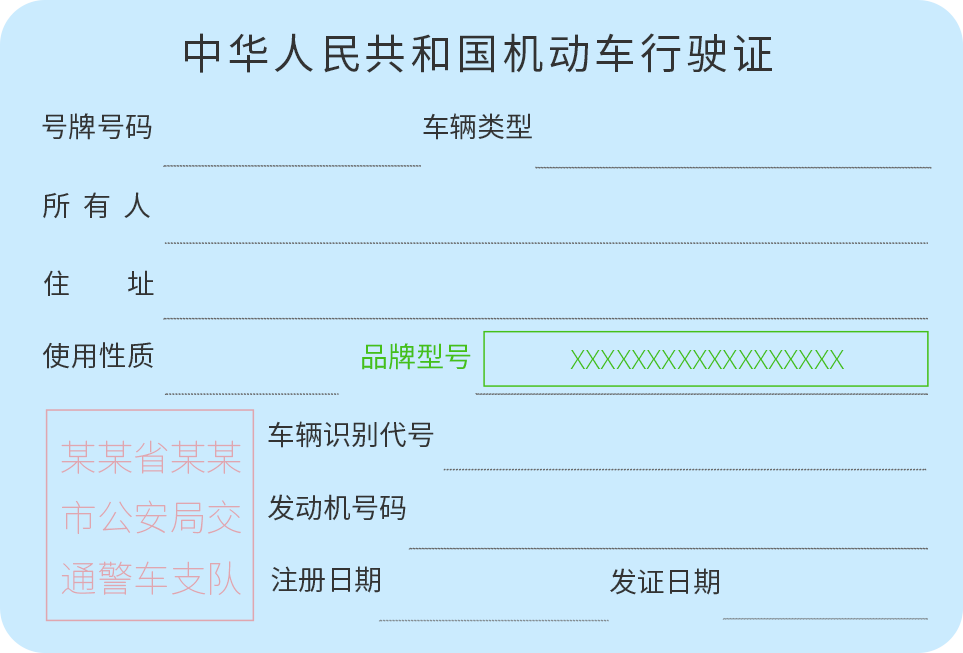 中华人民共和国机动车行驶证
号牌号码 车辆类型
所有人
住 址
使用性质 品牌型号 XXXXXXXXXXXXXXXXXX
车辆识别代号
发动机号码
注册日期 发证日期
某某省某某
市公安局交
通警车支队